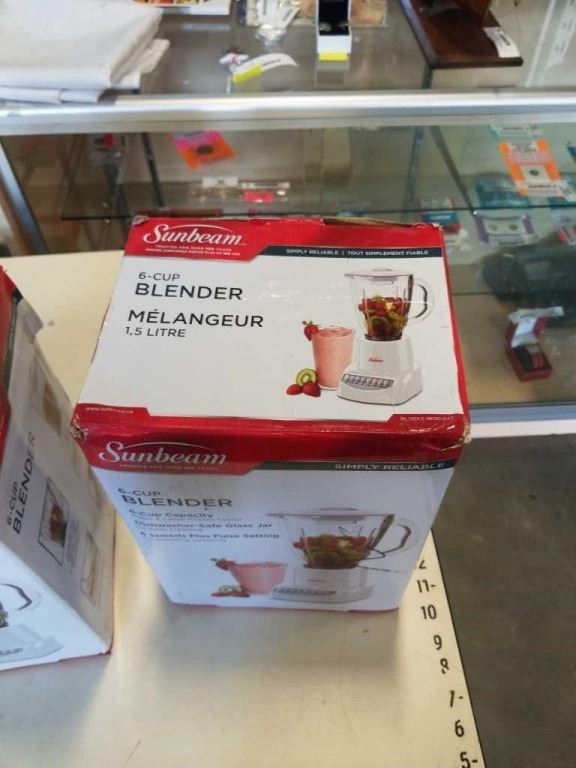 Sunbeam
SIMPLY RELIABLE | TOUT SIMPLEMENT FIABLE
6-CUP
BLENDER
MÉLANGEUR
1,5 LITRE
Sunbeam
SIMPLY RELIABLE
6-CUP
BLENDER
6-Cup Capacity
Dishwasher-Safe Glass Jar
6 Speeds Plus Pulse Setting
6-CUP
BLENDER
11-
10
9
8
7-
6
5-